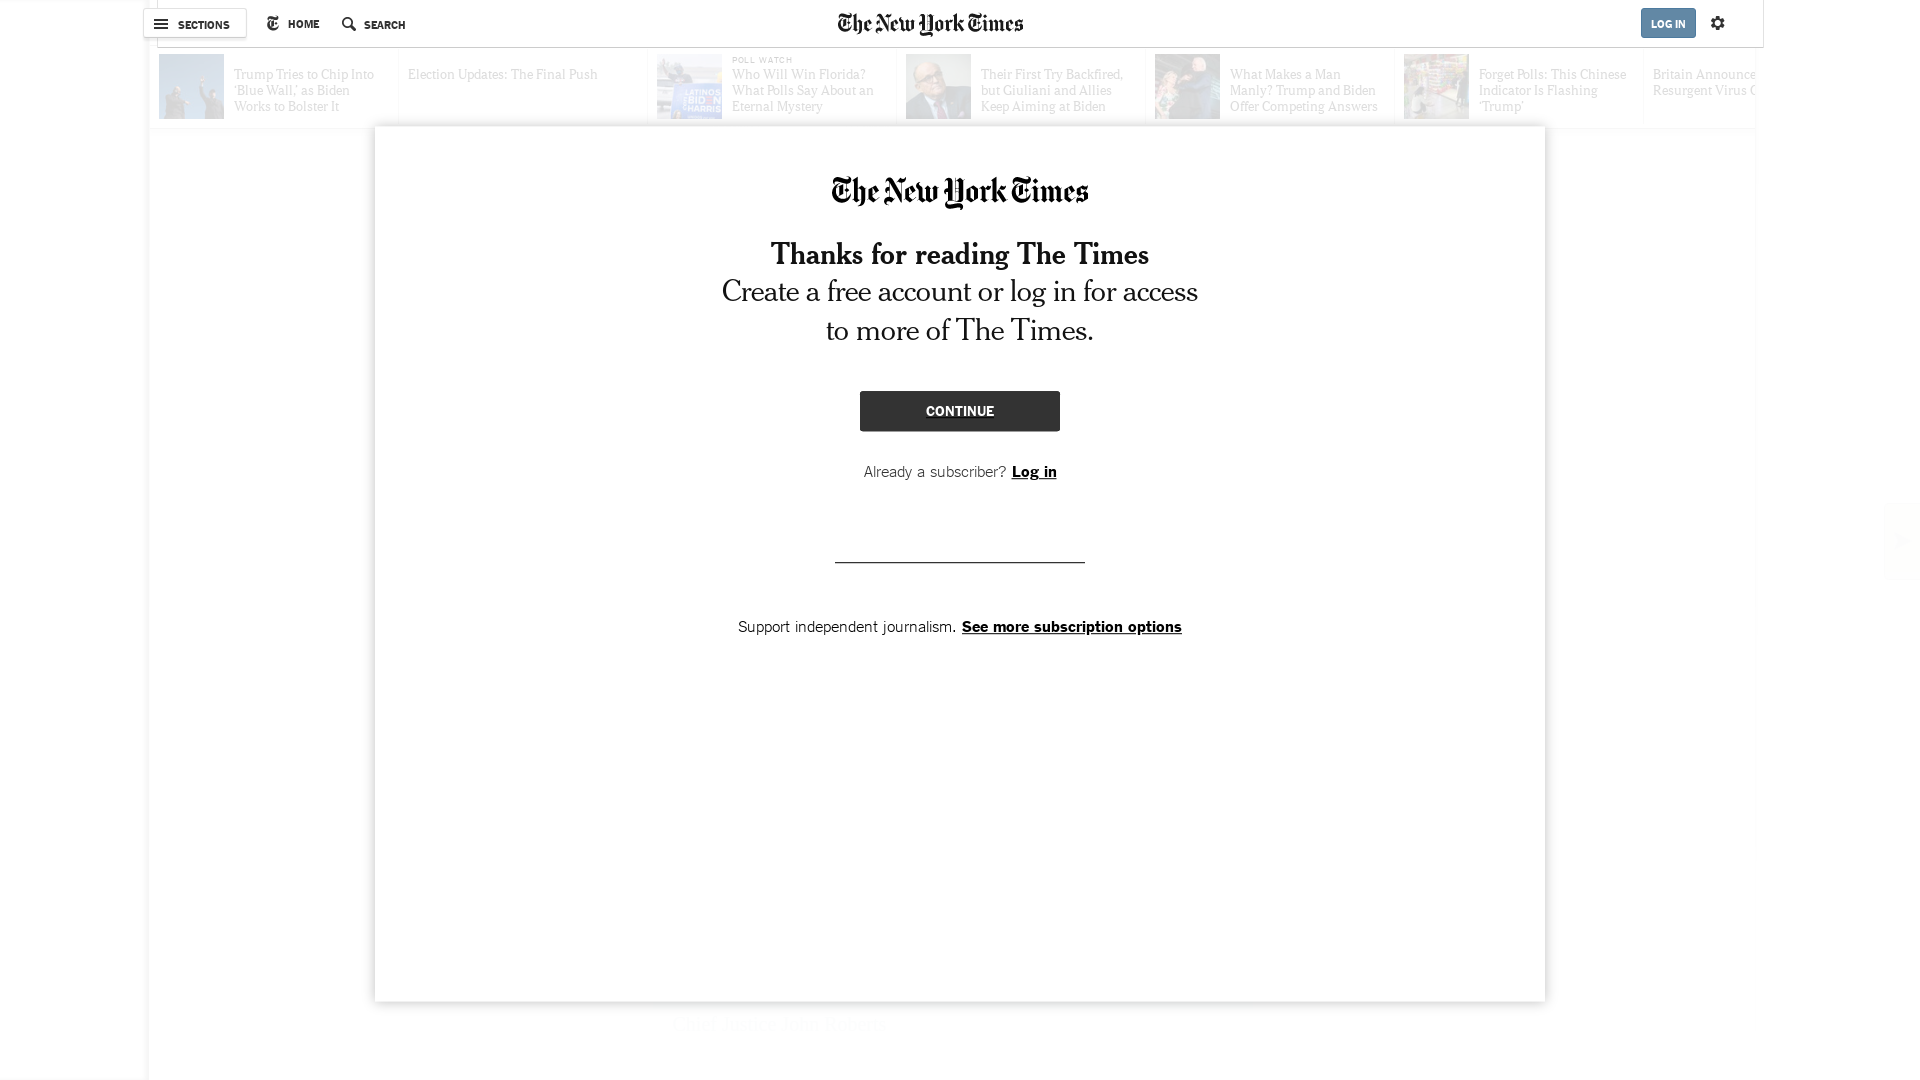 SECTIONS
HOME
SEARCH
The New York Times
LOG IN
Trump Tries to Chip Into
'Blue Wall,' as Biden
Works to Bolster It
Election Updates: The Final Push
POLL WATCH
Who Will Win Florida?
What Polls Say About an
Eternal Mystery
Their First Try Backfired,
but Giuliani and Allies
Keep Aiming at Biden
What Makes a Man
Manly? Trump and Biden
Offer Competing Answers
Forget Polls: This Chinese
Indicator Is Flashing
'Trump'
Britain Announce
Resurgent Virus
The New York Times
Thanks for reading The Times
Create a free account or log in for access
to more of The Times.
CONTINUE
Already a subscriber? Log in
Support independent journalism. See more subscription options